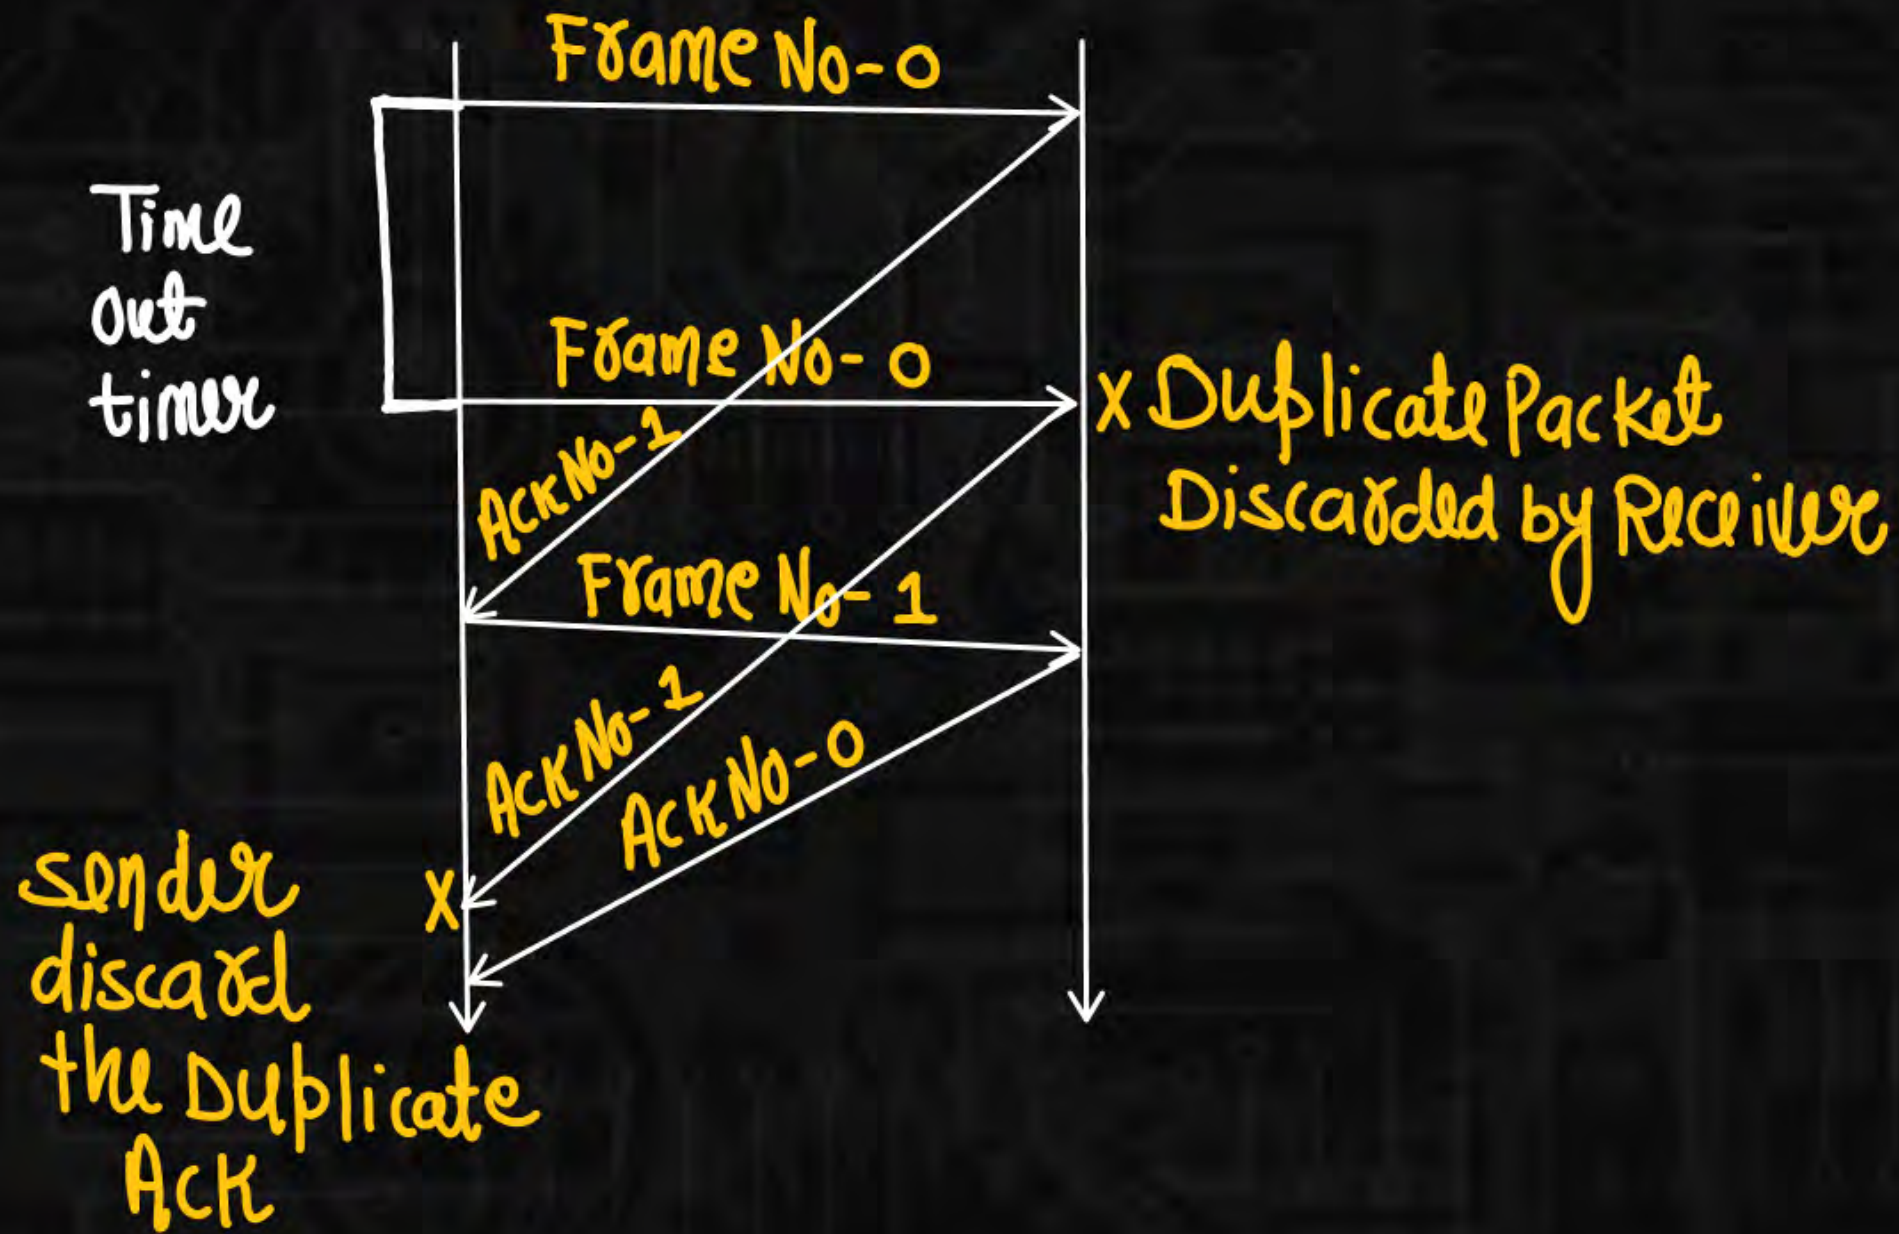 Frame No-0
Time
out
timer
Frame No-0
X Duplicate Packet
Discarded by Receiver
Ack No-1
Frame No-1
Ack No-1
Ack No-0
X
sender
discard
the Duplicate
Ack